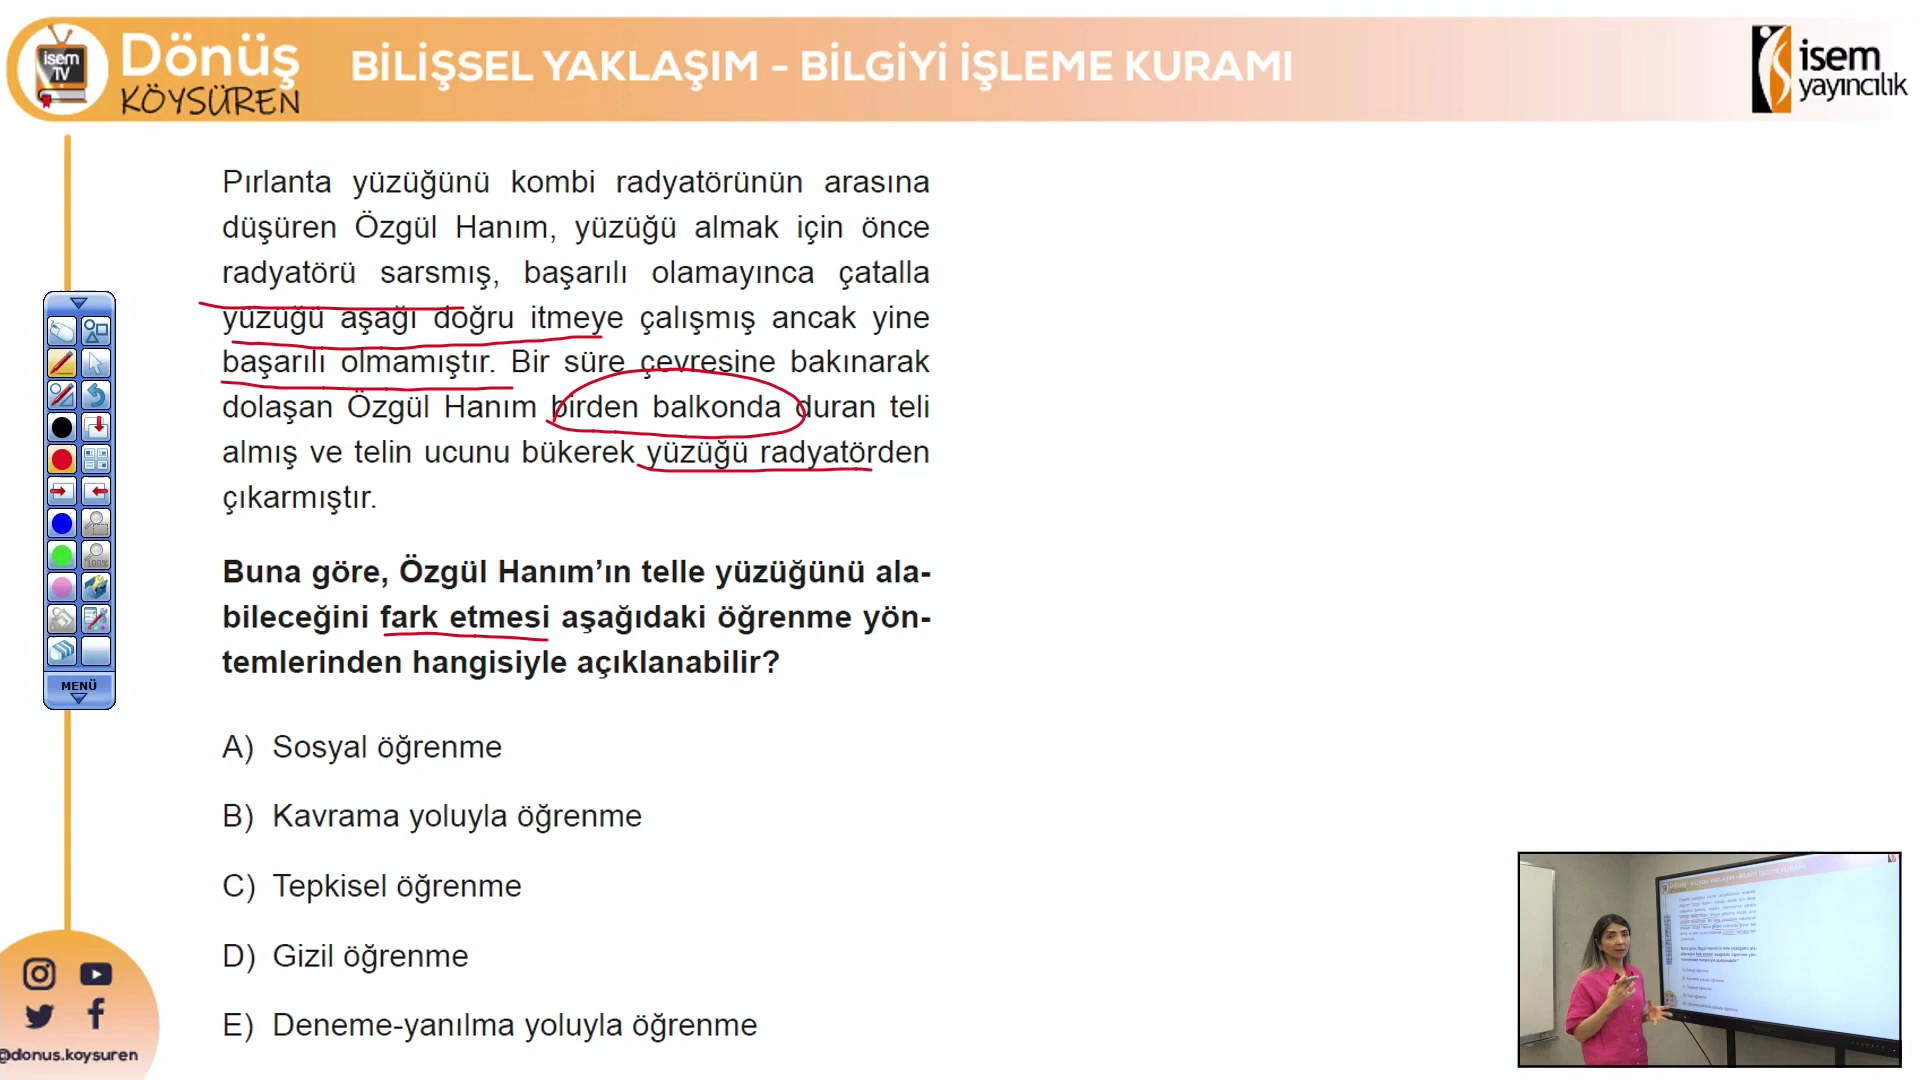 isem
TV
Dönüş
KÖYSÜREN
BİLİŞSEL YAKLAŞIM - BİLGİYİ İŞLEME KURAMI
isem
yayıncılık
Pırlanta yüzüğünü kombi radyatörünün arasına
düşüren Özgül Hanım, yüzüğü almak için önce
radyatörü sarsmış, başarılı olamayınca çatalla
yüzüğü aşağı doğru itmeye çalışmış ancak yine
başarılı olmamıştır. Bir süre çevresine bakınarak
dolaşan Özgül Hanım birden balkonda duran teli
almış ve telin ucunu bükerek yüzüğü radyatörden
çıkarmıştır.
Buna göre, Özgül Hanım’ın telle yüzüğünü ala-
bileceğini fark etmesi aşağıdaki öğrenme yön-
temlerinden hangisiyle açıklanabilir?
A) Sosyal öğrenme
B) Kavrama yoluyla öğrenme
C) Tepkisel öğrenme
D) Gizil öğrenme
E) Deneme-yanılma yoluyla öğrenme
100%
MENÜ
@donus.koysuren